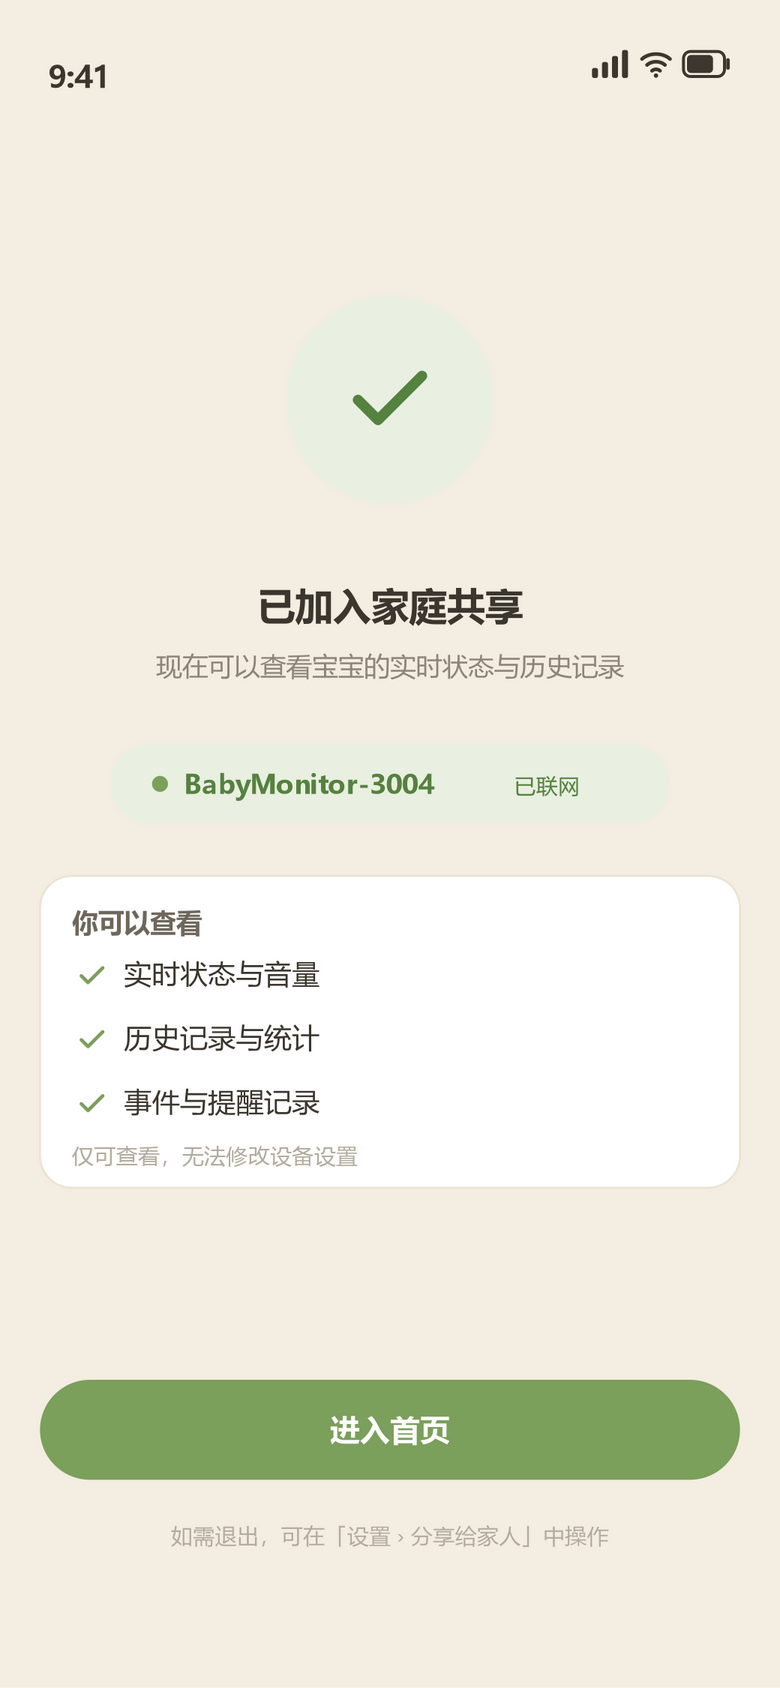 9:41
已加入家庭共享
现在可以查看宝宝的实时状态与历史记录
BabyMonitor-3004 已联网
你可以查看
实时状态与音量
历史记录与统计
事件与提醒记录
仅可查看，无法修改设备设置
进入首页
如需退出，可在「设置 › 分享给家人」中操作